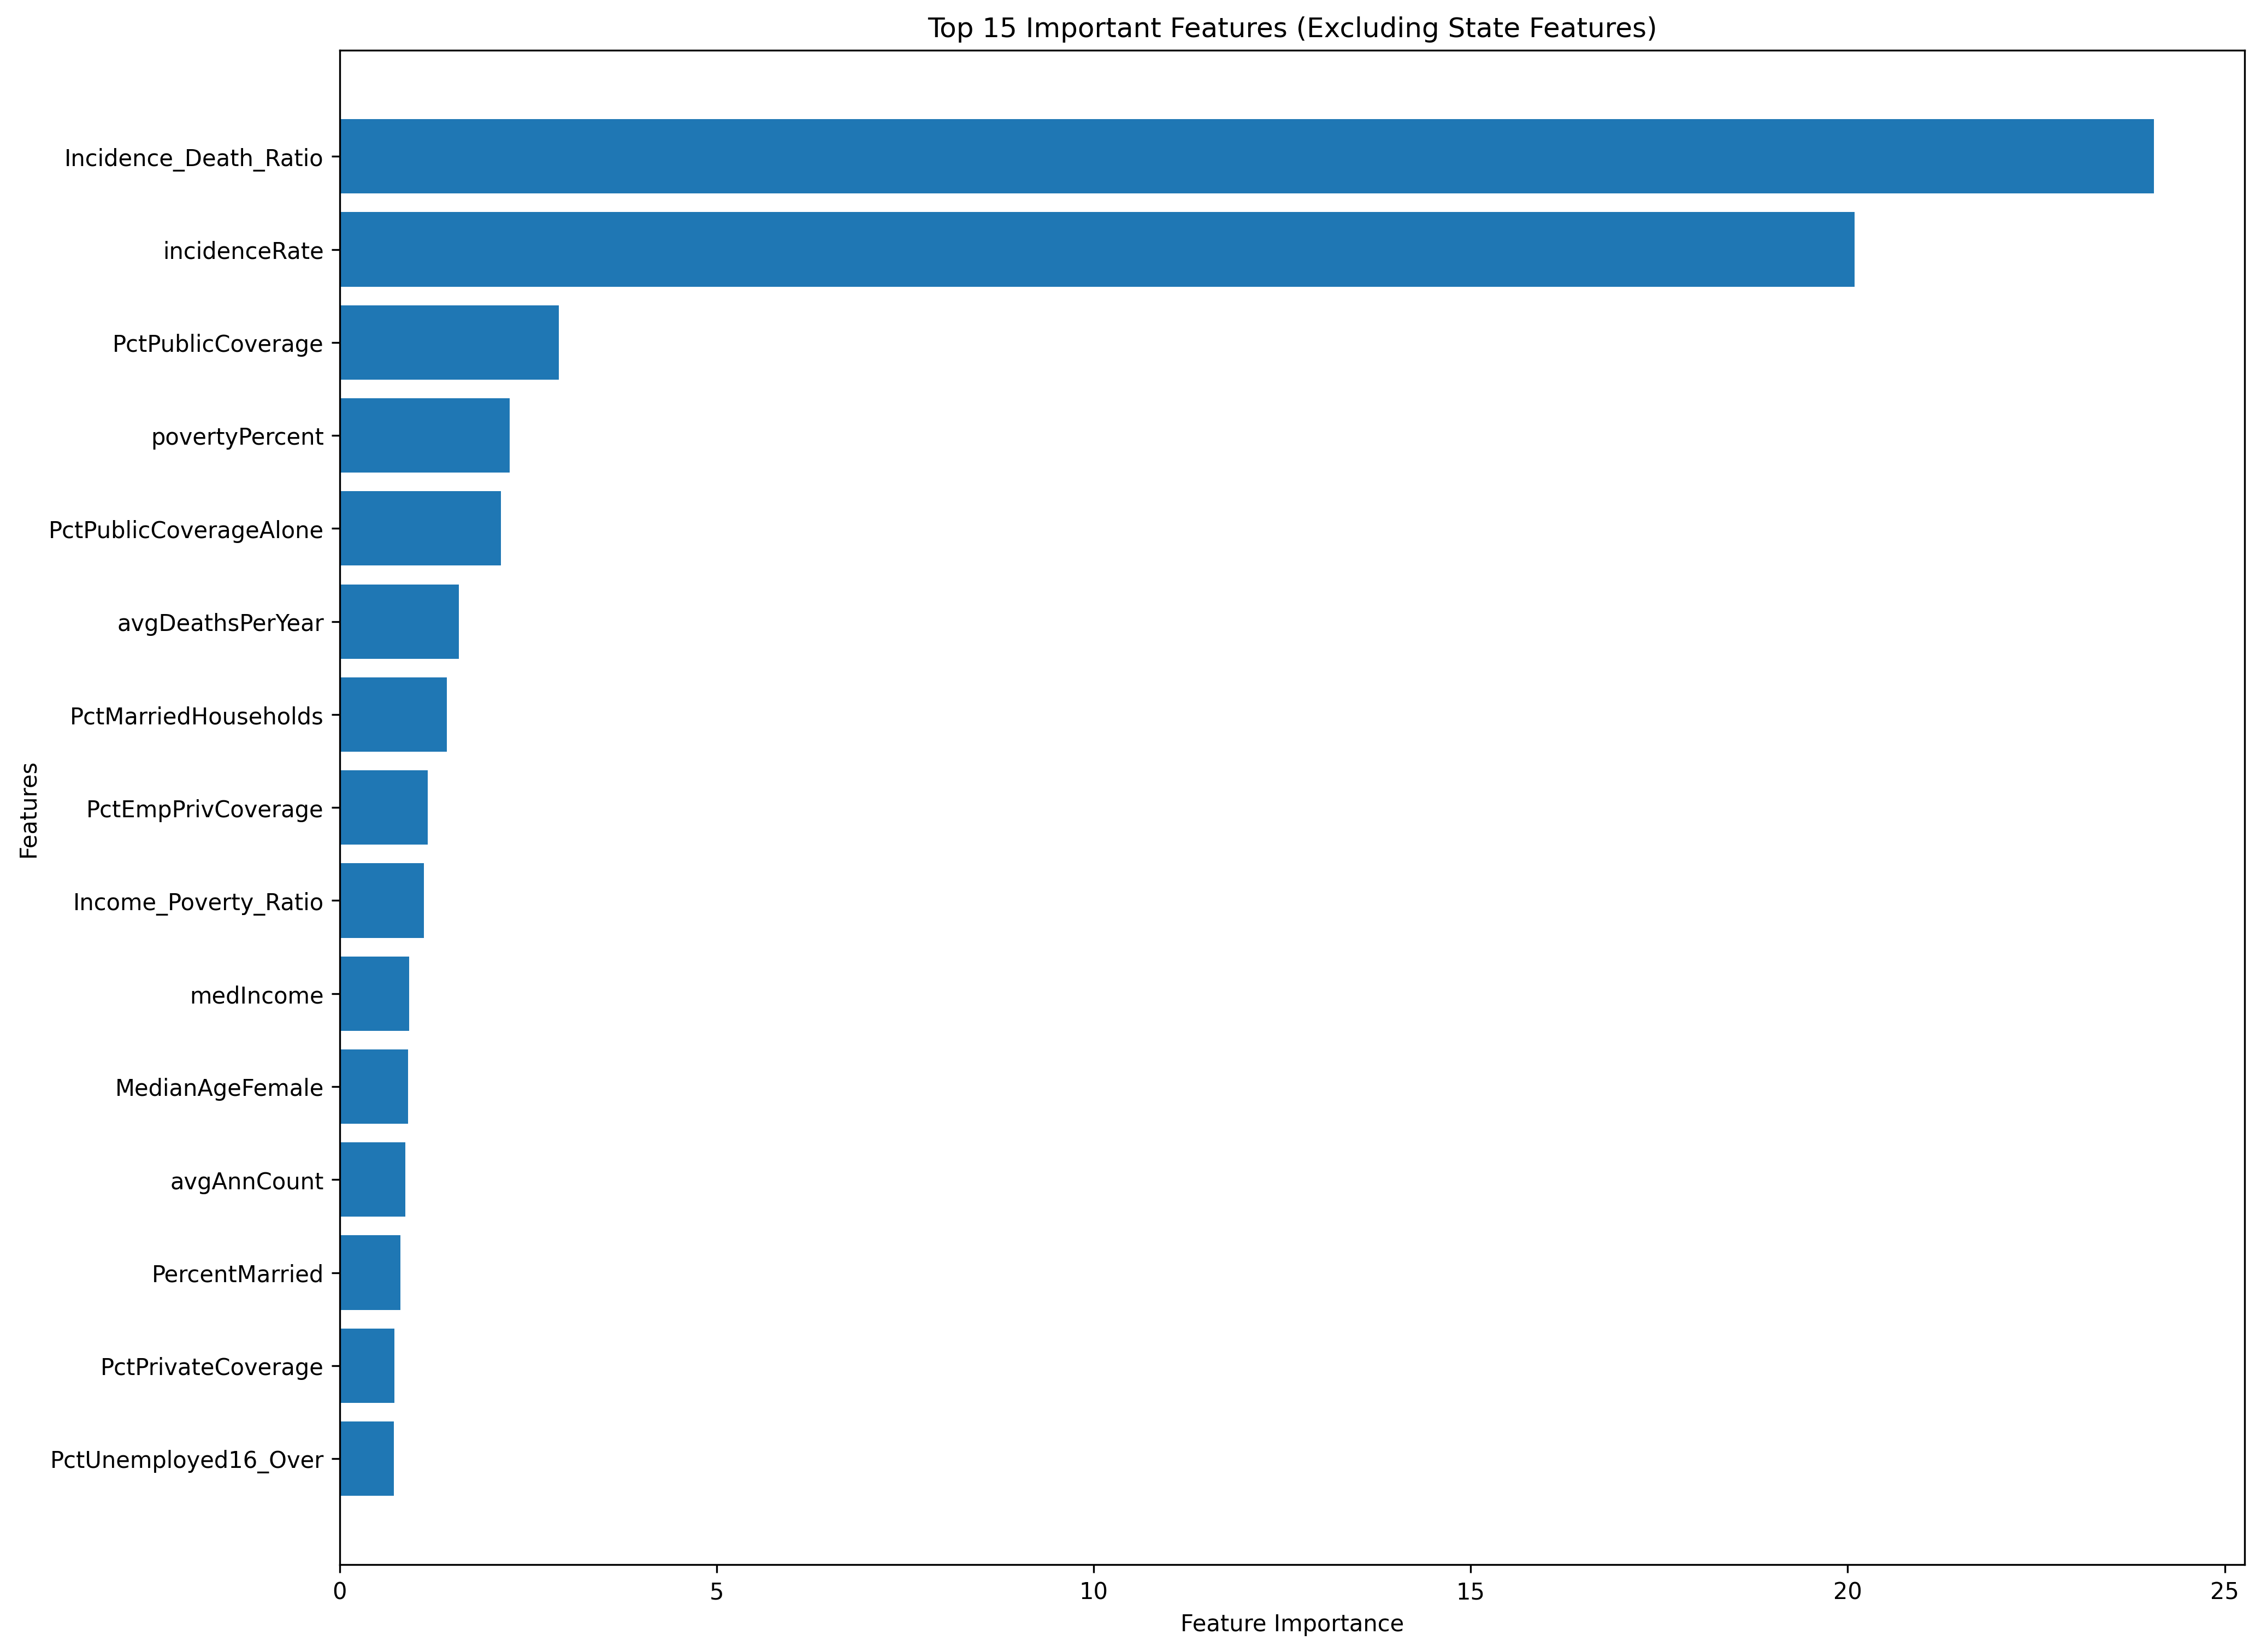 Top 15 Important Features (Excluding State Features)
Incidence_Death_Ratio
incidenceRate
PctPublicCoverage
povertyPercent
PctPublicCoverageAlone
avgDeathsPerYear
PctMarriedHouseholds
PctEmpPrivCoverage
Income_Poverty_Ratio
medIncome
MedianAgeFemale
avgAnnCount
PercentMarried
PctPrivateCoverage
PctUnemployed16_Over
Features
0 5 10 15 20 25
Feature Importance